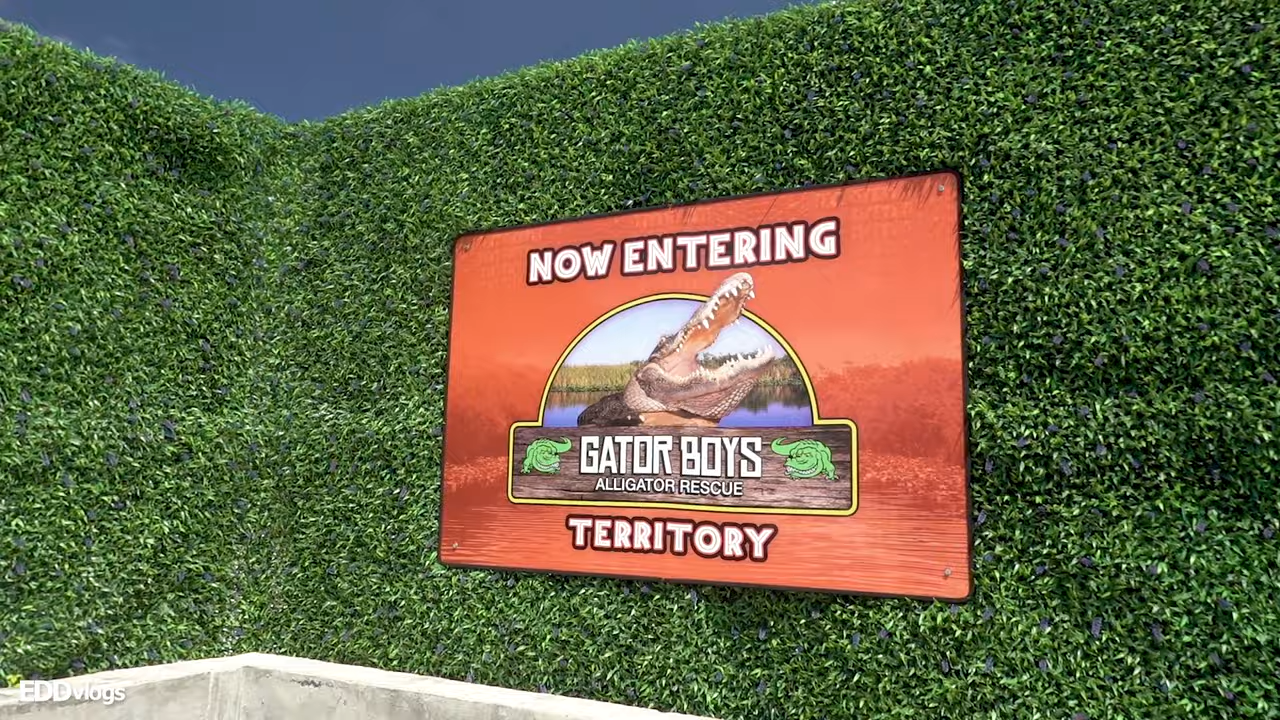 NOW ENTERING
GATOR BOYS
ALLIGATOR RESCUE
TERRITORY
EDDvlogs